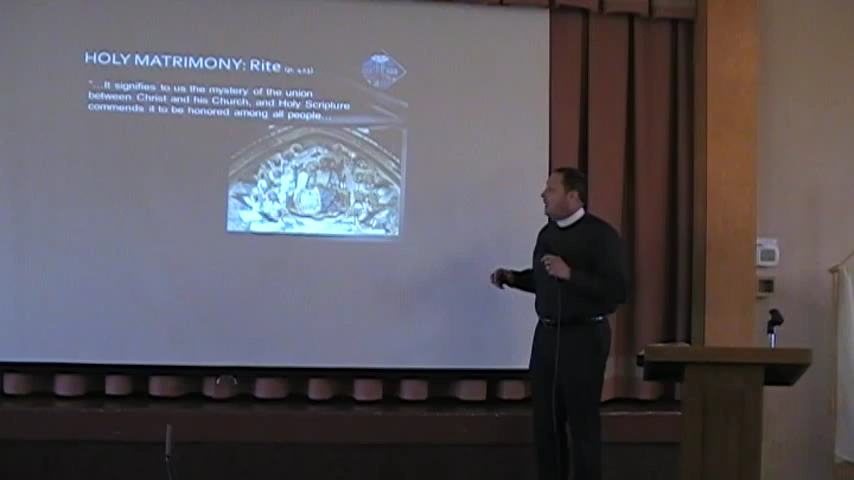 HOLY MATRIMONY: Rite (p. 423)
"...It signifies to us the mystery of the union
between Christ and his Church, and Holy Scripture
commends it to be honored among all people...